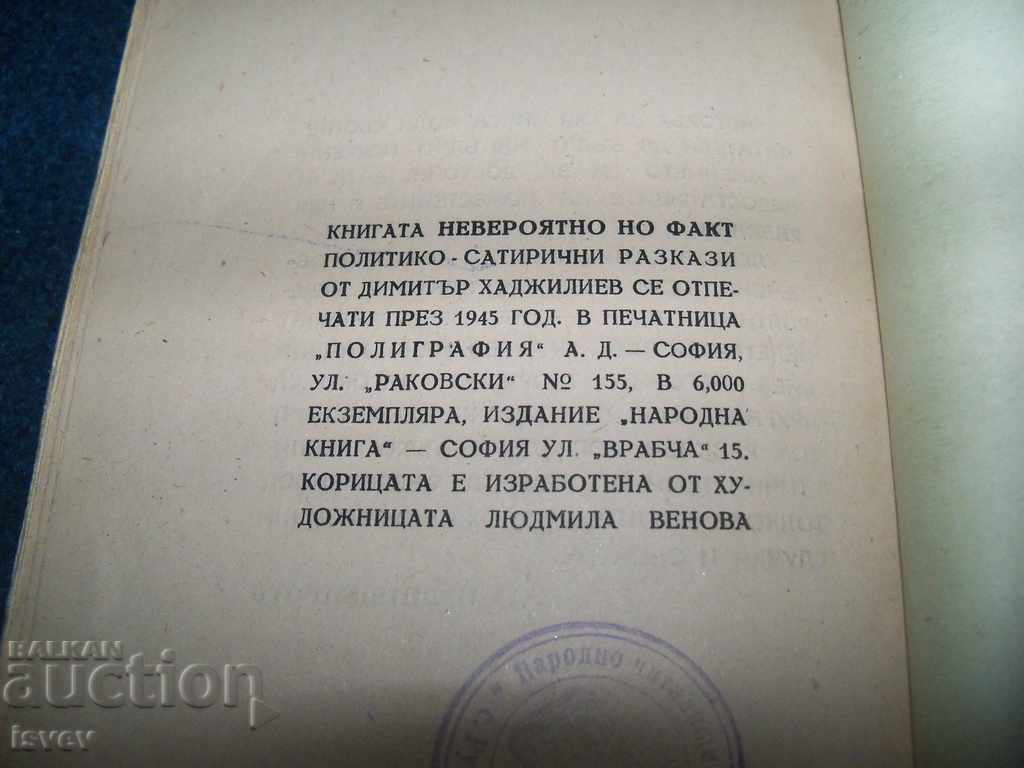 КНИГАТА НЕВЕРОЯТНО НО ФАКТ
ПОЛИТИКО - САТИРИЧНИ РАЗКАЗИ
ОТ ДИМИТЪР ХАДЖИЛИЕВ СЕ ОТПЕ-
ЧАТИ ПРЕЗ 1945 ГОД. В ПЕЧАТНИЦА
„ПОЛИГРАФИЯ“ А. Д. — СОФИЯ,
УЛ. „РАКОВСКИ“ № 155, В 6,000
ЕКЗЕМПЛЯРА, ИЗДАНИЕ „НАРОДНА
КНИГА“ — СОФИЯ УЛ. „ВРАБЧА“ 15.
КОРИЦАТА Е ИЗРАБОТЕНА ОТ ХУ-
ДОЖНИЦАТА ЛЮДМИЛА ВЕНОВА
Народно
BALKAN
auction
isvev